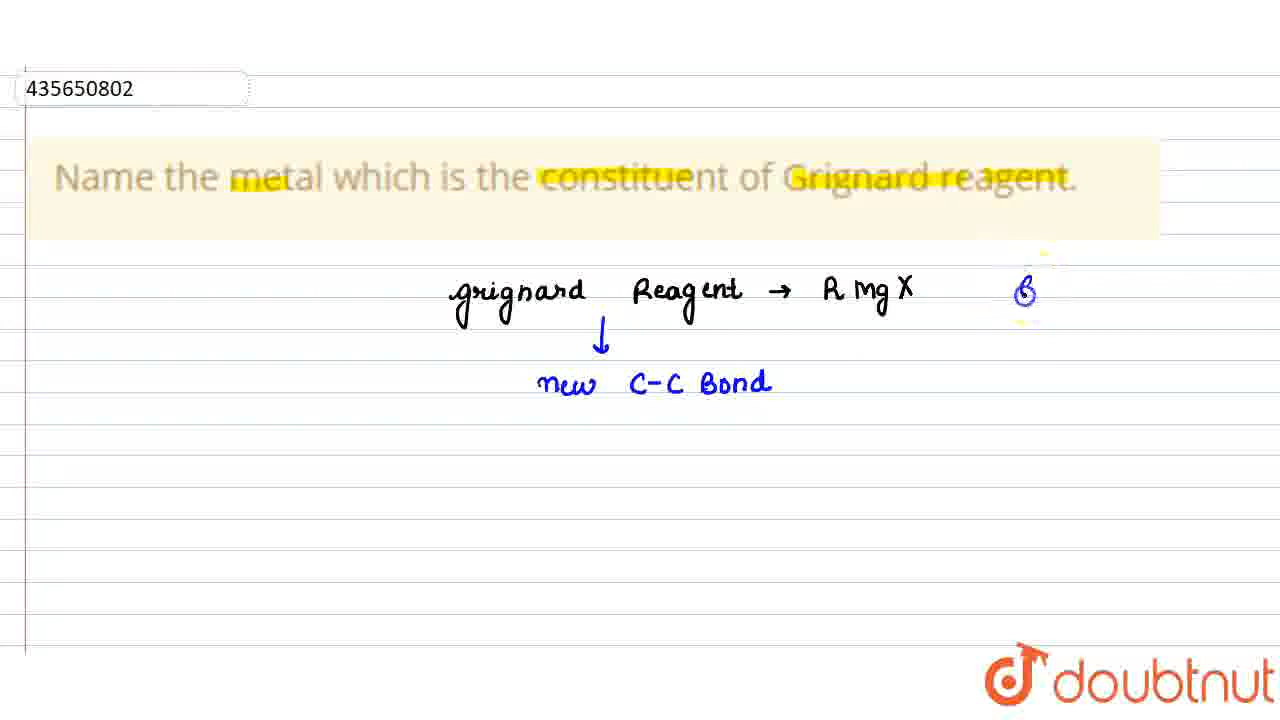 435650802
Name the metal which is the constituent of Grignard reagent.
Grignard Reagent → R Mg X
↓
new C-C Bond
doubtnut